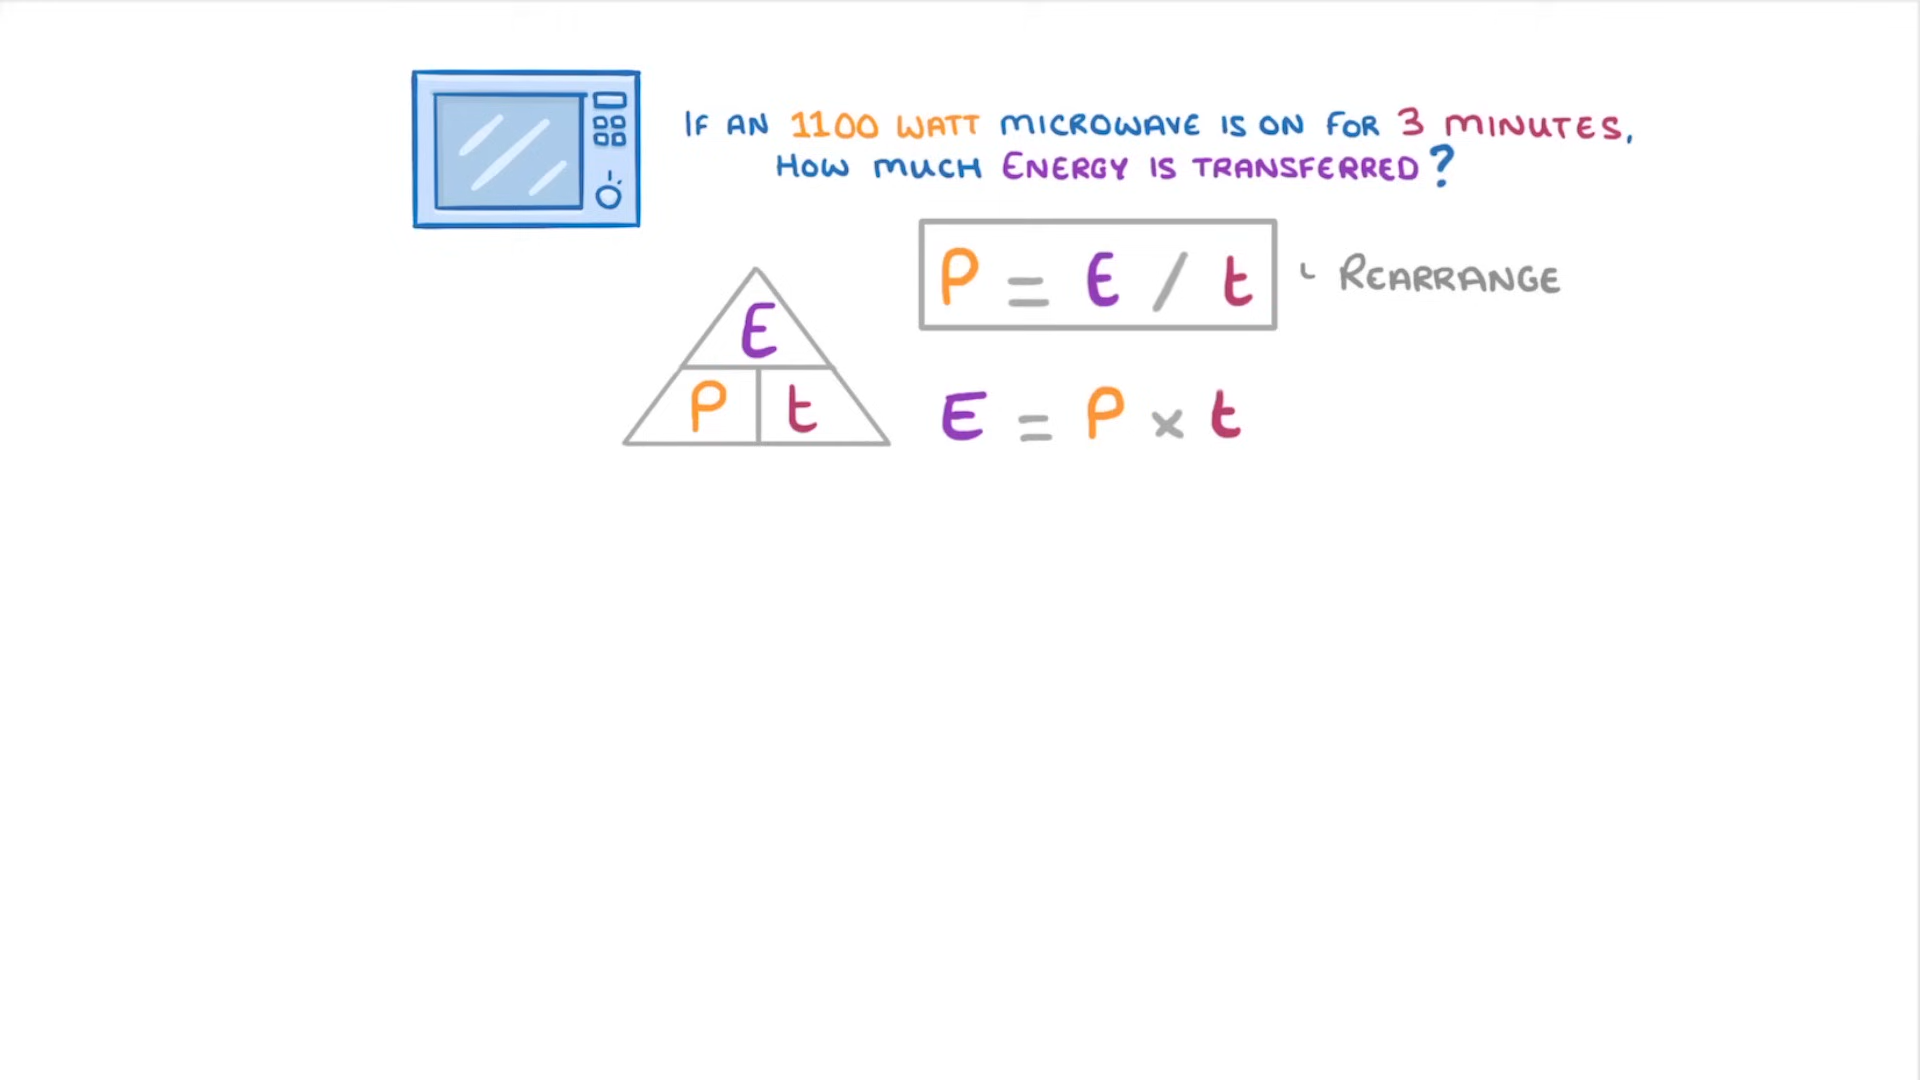 IF AN 1100 WATT MICROWAVE IS ON FOR 3 MINUTES,
HOW MUCH ENERGY IS TRANSFERRED?
P = E / t
REARRANGE
E
P t
E = P × t